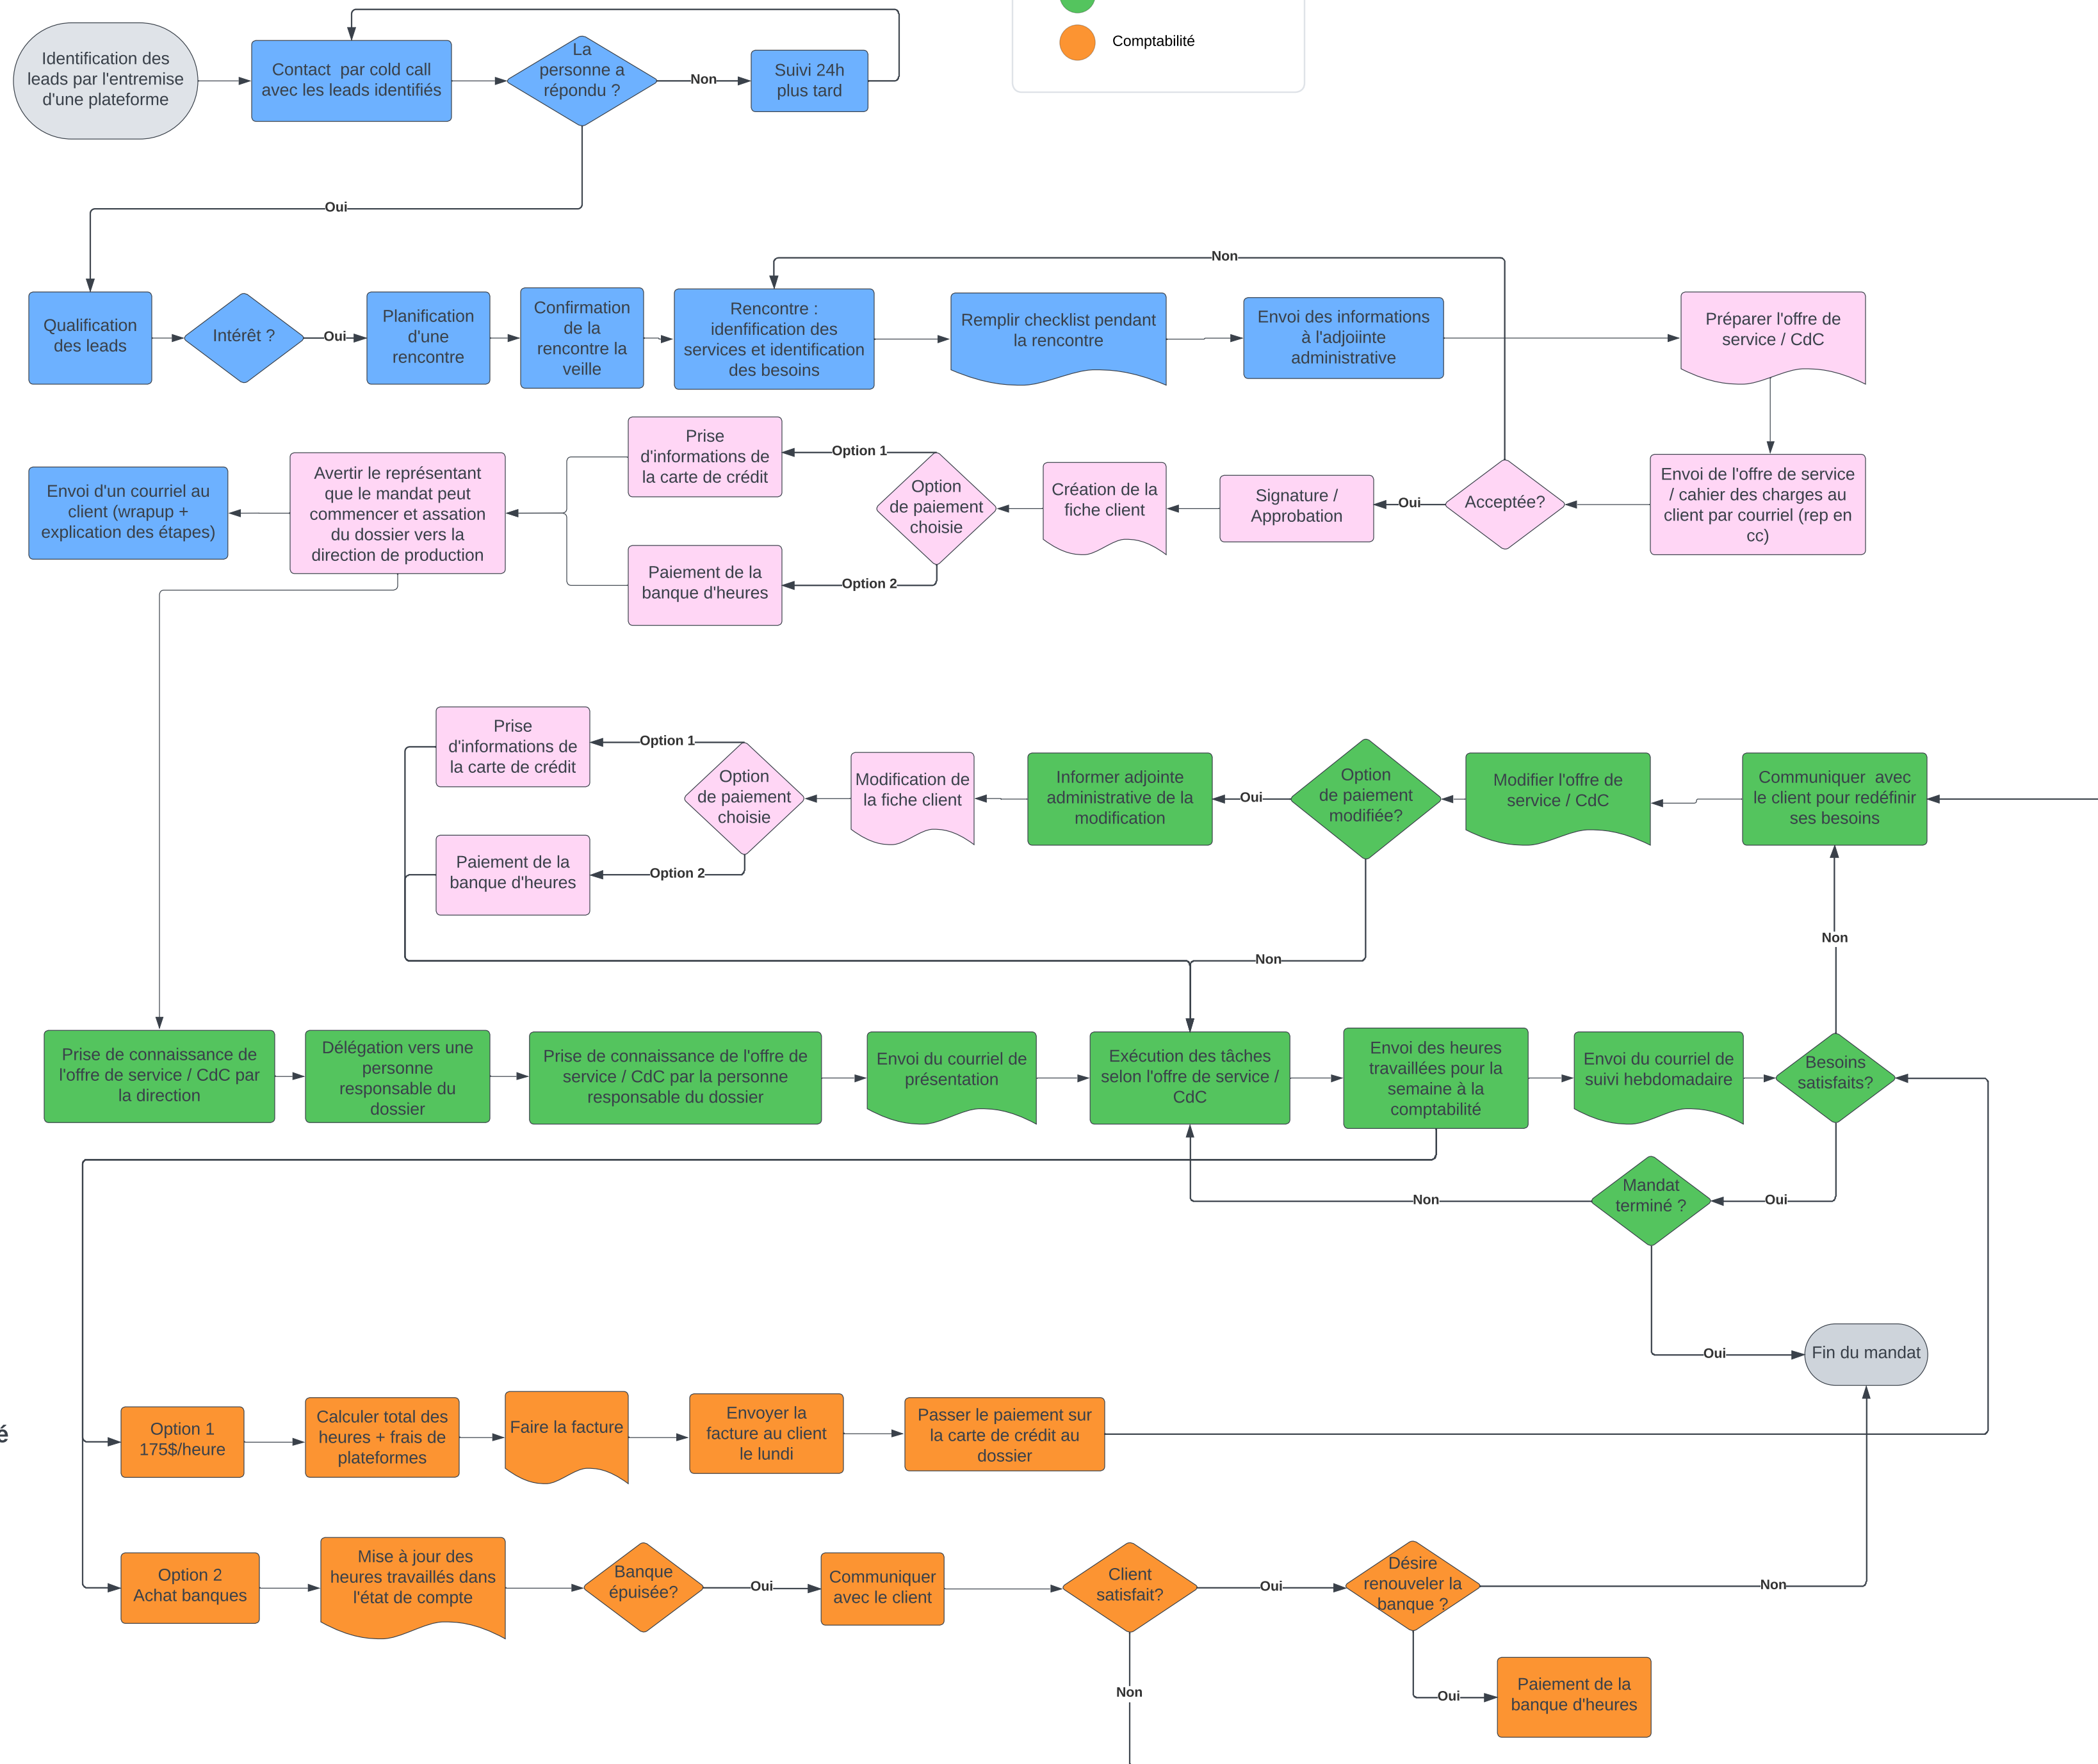 Comptabilité
Identification des
leads par l'entremise
d'une plateforme
Contact  par cold call
avec les leads identifiés
La
personne a
répondu ?
Non
Suivi 24h
plus tard
Oui
Non
Qualification
des leads
Intérêt ?
Oui
Planification
d'une
rencontre
Confirmation
de la
rencontre la
veille
Rencontre :
idenfification des
services et identification
des besoins
Remplir checklist pendant
la rencontre
Envoi des informations
à l'adjoiinte
administrative
Préparer l'offre de
service / CdC
Envoi de l'offre de service
/ cahier des charges au
client par courriel (rep en
cc)
Acceptée?
Oui
Signature /
Approbation
Création de la
fiche client
Option
de paiement
choisie
Option 1
Prise
d'informations de
la carte de crédit
Option 2
Paiement de la
banque d'heures
Avertir le représentant
que le mandat peut
commencer et assation
du dossier vers la
direction de production
Envoi d'un courriel au
client (wrapup +
explication des étapes)
Communiquer  avec
le client pour redéfinir
ses besoins
Modifier l'offre de
service / CdC
Option
de paiement
modifiée?
Oui
Informer adjointe
administrative de la
modification
Modification de
la fiche client
Option
de paiement
choisie
Option 1
Prise
d'informations de
la carte de crédit
Option 2
Paiement de la
banque d'heures
Non
Non
Prise de connaissance de
l'offre de service / CdC par
la direction
Délégation vers une
personne
responsable du
dossier
Prise de connaissance de l'offre de
service / CdC par la personne
responsable du dossier
Envoi du courriel de
présentation
Exécution des tâches
selon l'offre de service /
CdC
Envoi des heures
travaillées pour la
semaine à la
comptabilité
Envoi du courriel de
suivi hebdomadaire
Besoins
satisfaits?
Oui
Mandat
terminé ?
Non
Oui
Fin du mandat
é
Option 1
175$/heure
Calculer total des
heures + frais de
plateformes
Faire la facture
Envoyer la
facture au client
le lundi
Passer le paiement sur
la carte de crédit au
dossier
Option 2
Achat banques
Mise à jour des
heures travaillés dans
l'état de compte
Banque
épuisée?
Oui
Communiquer
avec le client
Client
satisfait?
Oui
Désire
renouveler la
banque ?
Non
Non
Oui
Paiement de la
banque d'heures